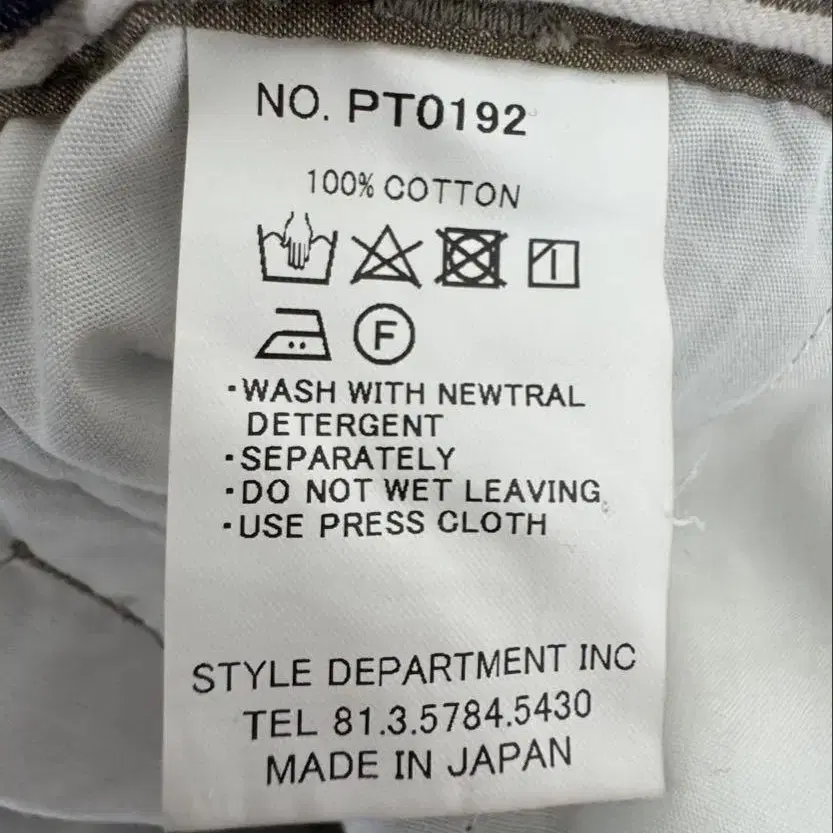 NO. PT0192
100% COTTON
F
·WASH WITH NEWTRAL
DETERGENT
·SEPARATELY
·DO NOT WET LEAVING
·USE PRESS CLOTH
STYLE DEPARTMENT INC
TEL 81.3.5784.5430
MADE IN JAPAN